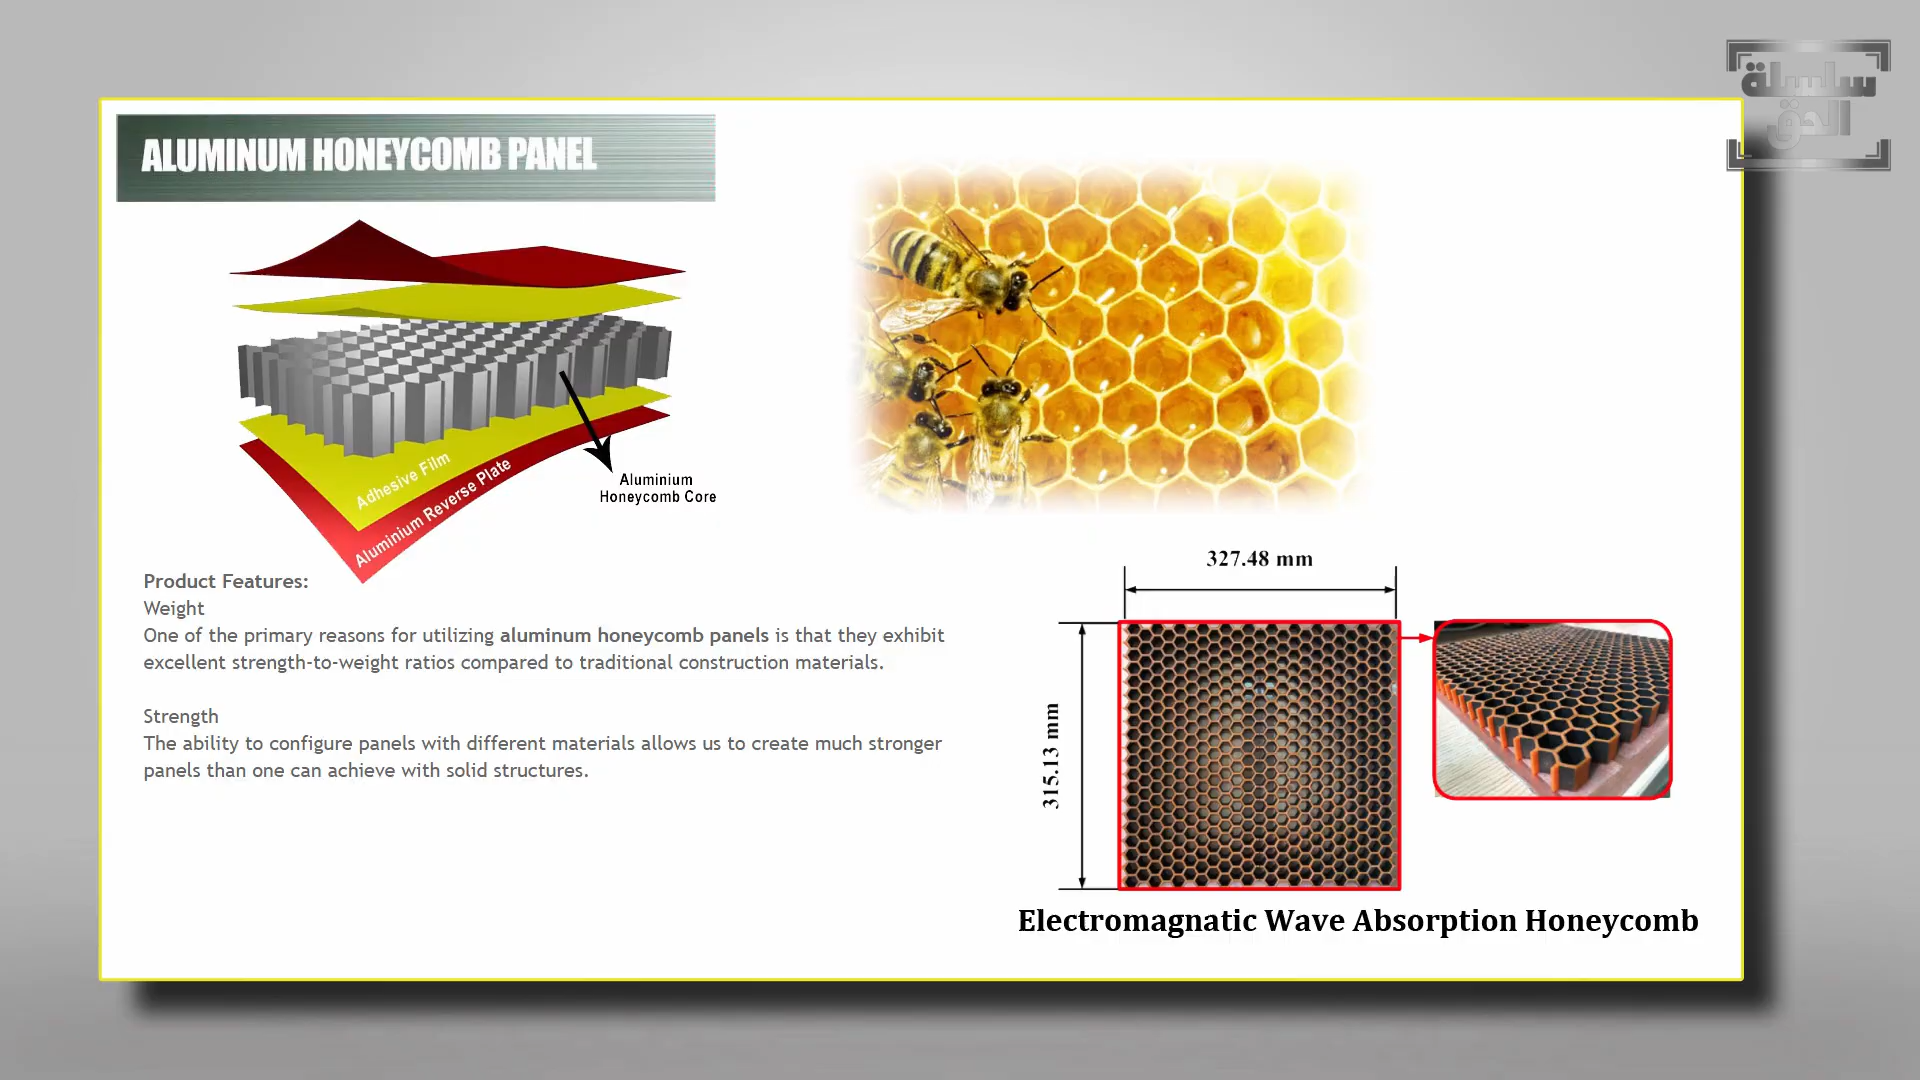 سلسلة
الحق
ALUMINUM HONEYCOMB PANEL
Adhesive Film
Aluminium Reverse Plate
Aluminium
Honeycomb Core
Product Features:
Weight
One of the primary reasons for utilizing aluminum honeycomb panels is that they exhibit
excellent strength-to-weight ratios compared to traditional construction materials.
Strength
The ability to configure panels with different materials allows us to create much stronger
panels than one can achieve with solid structures.
327.48 mm
315.13 mm
Electromagnatic Wave Absorption Honeycomb